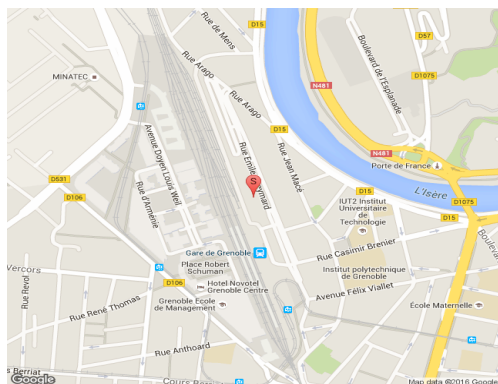 D15
Rue de Mens
D57
Boulevard de l'Esplanade
D1075
MINATEC
Rue Arago
N481
Rue Arago
D15
Avenue Doyen Louis Weil
Rue Jean Macé
N481
Porte de France
D531
D106
Rue d'Arménie
S
L'Isère
D15
D1075
D15
IUT2 Institut
Universitaire
de Technologie
Rue Casimir Brenier
Gare de Grenoble
Place Robert
Schuman
Institut polytechnique
de Grenoble
Vercors
D106
Hotel Novotel
Grenoble Centre
Avenue Félix Viallet
Rue Revol
Rue René Thomas
Grenoble Ecole
de Management
École Maternelle
Rue Anthoard
Berriat
Cours Ber
Google
Map data ©2016 Google